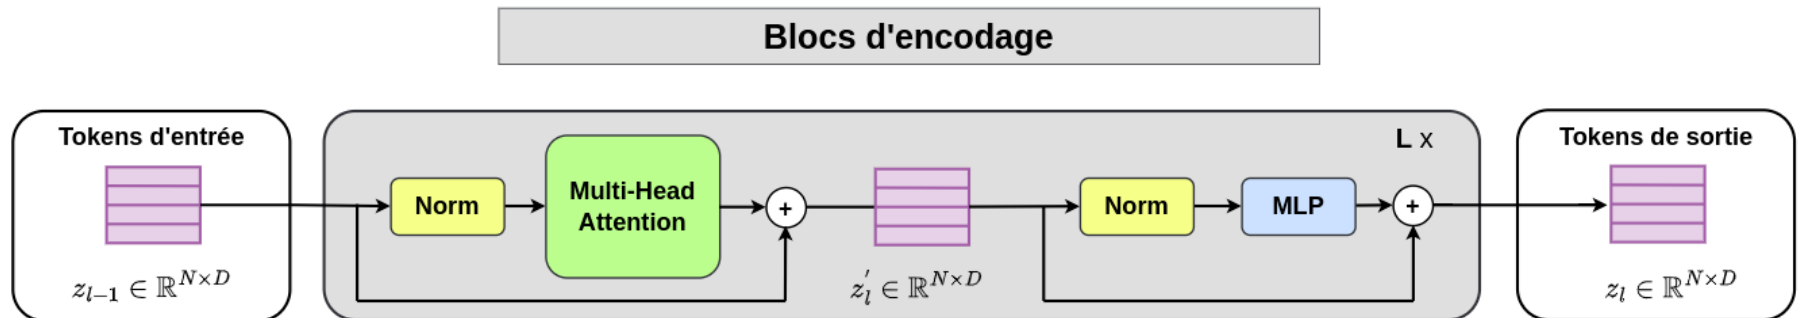 Blocs d'encodage
Tokens d'entrée
L x
Tokens de sortie
Norm
Multi-Head
Attention
+
Norm
MLP
+
z_{l-1} ∈ ℝ^{N×D}
z'_l ∈ ℝ^{N×D}
z_l ∈ ℝ^{N×D}